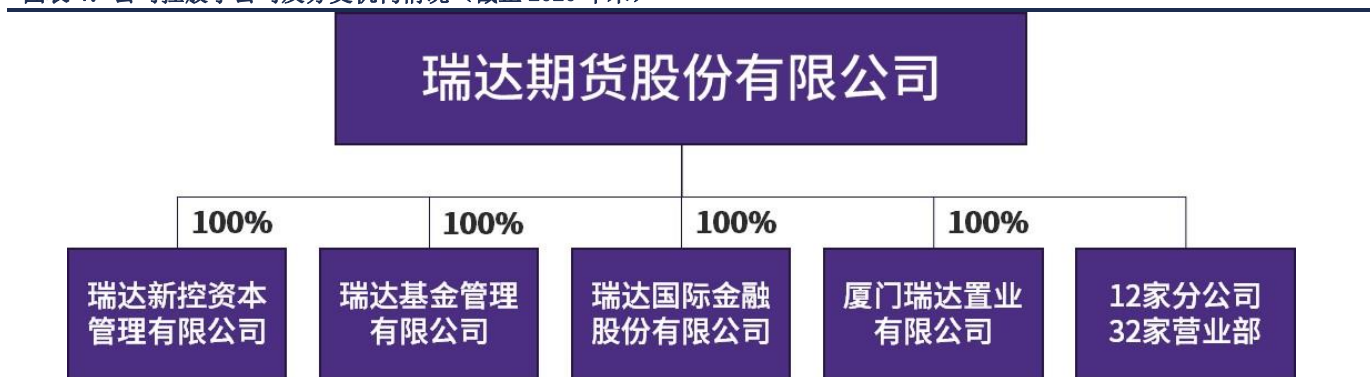 瑞达期货股份有限公司
100%
100%
100%
100%
瑞达新控资本
管理有限公司
瑞达基金管理
有限公司
瑞达国际金融
股份有限公司
厦门瑞达置业
有限公司
12家分公司
32家营业部